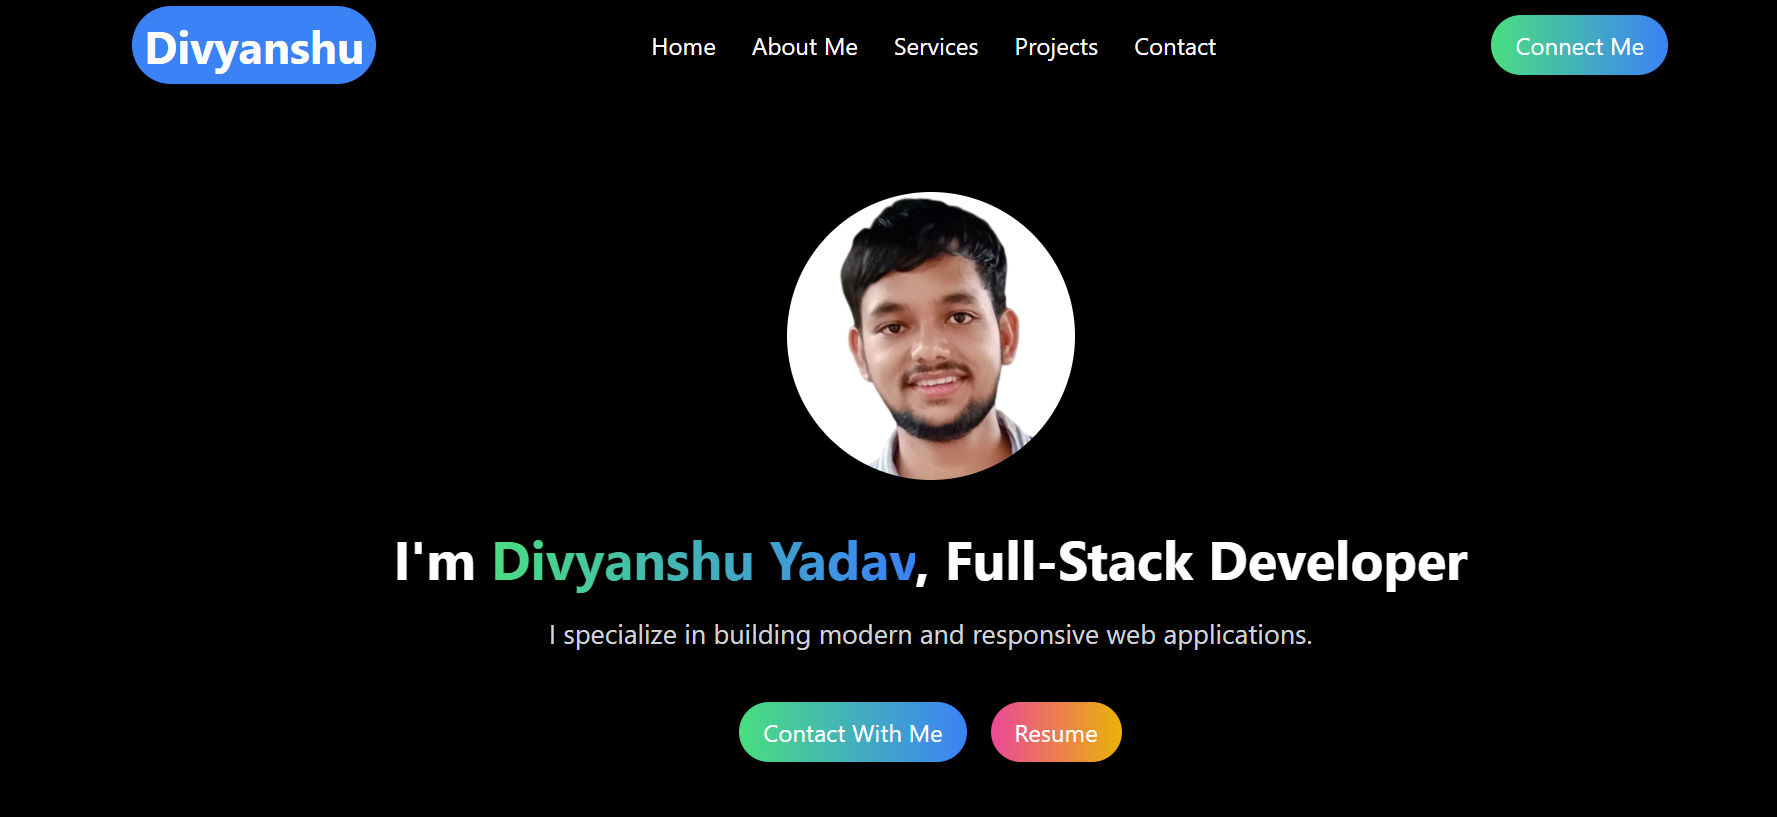 Divyanshu
Home About Me Services Projects Contact
Connect Me
I'm Divyanshu Yadav, Full-Stack Developer
I specialize in building modern and responsive web applications.
Contact With Me
Resume